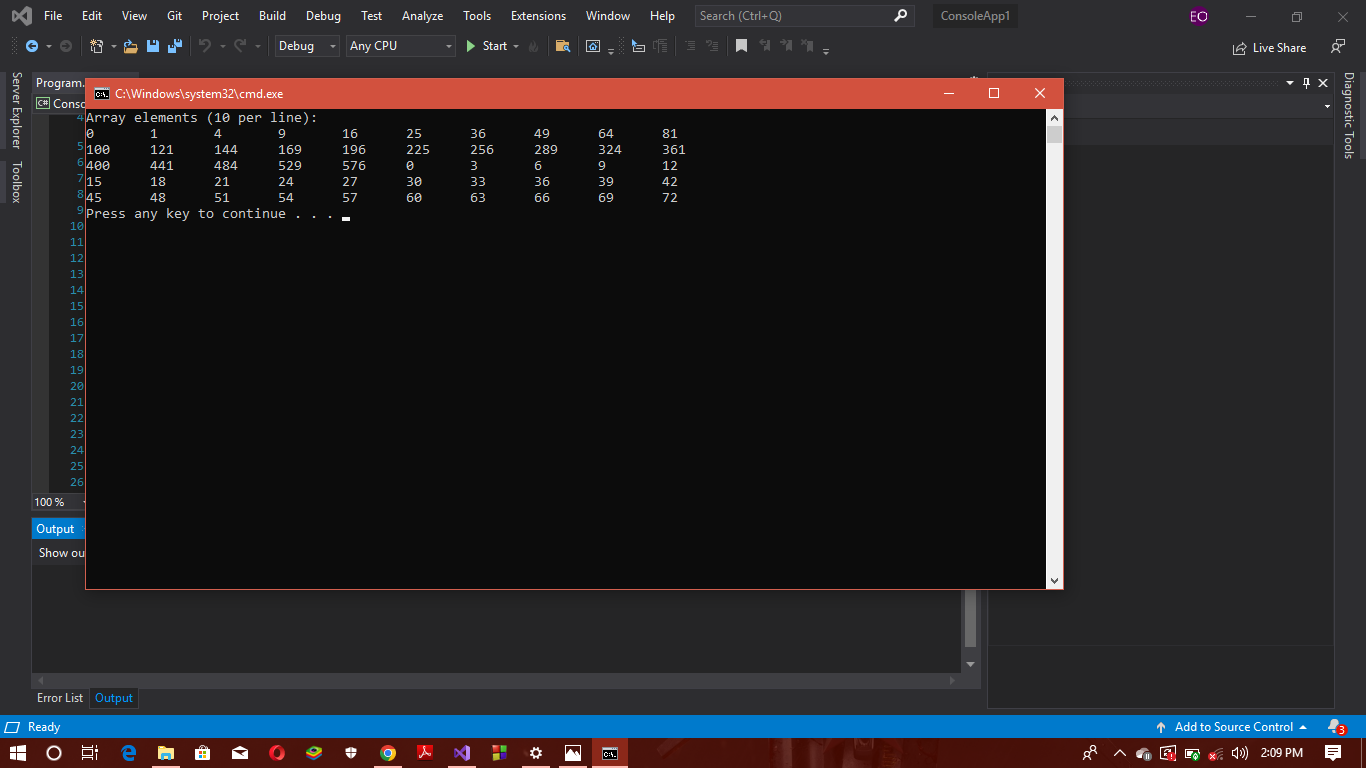 File Edit View Git Project Build Debug Test Analyze Tools Extensions Window Help Search (Ctrl+Q) ConsoleApp1 EO
Debug Any CPU Start Live Share
Server Explorer
Toolbox
Program.
C# Conso
C:\Windows\system32\cmd.exe
Array elements (10 per line):
0 1 4 9 16 25 36 49 64 81
100 121 144 169 196 225 256 289 324 361
400 441 484 529 576 0 3 6 9 12
15 18 21 24 27 30 33 36 39 42
45 48 51 54 57 60 63 66 69 72
Press any key to continue . . .
4
5
6
7
8
9
10
11
12
13
14
15
16
17
18
19
20
21
22
23
24
25
26
100 %
Diagnostic Tools
Output
Show ou
Error List Output
Ready Add to Source Control 3
2:09 PM